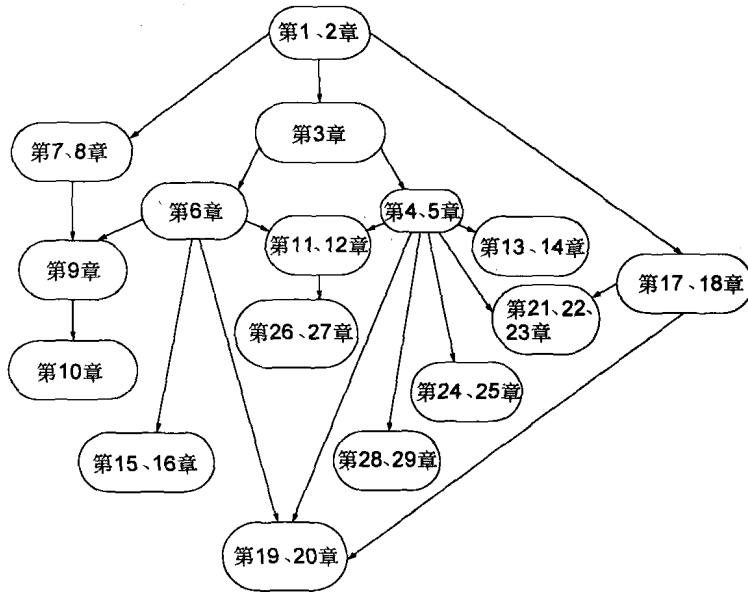 第1、2章
第3章
第7、8章
第6章
第4、5章
第11、12章
第13、14章
第9章
第17、18章
第21、22、
23章
第26、27章
第10章
第24、25章
第15、16章
第28、29章
第19、20章